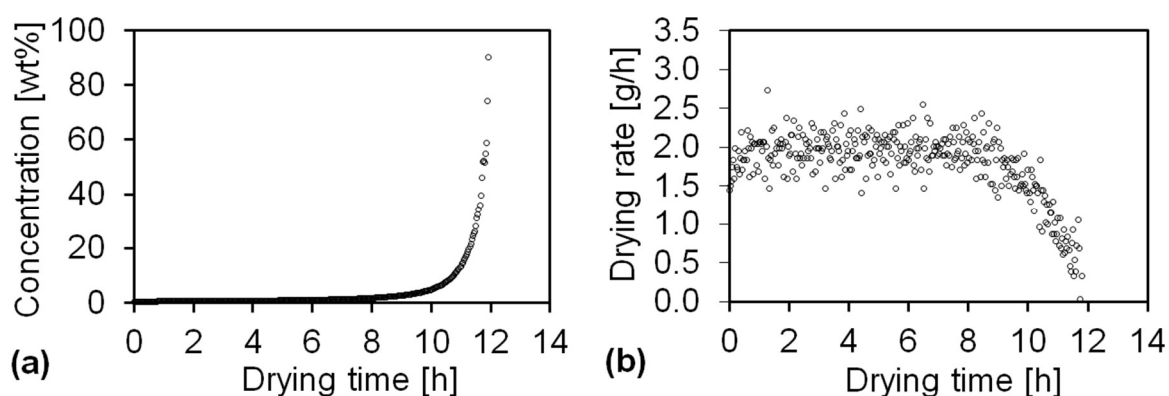 Concentration [wt%]
100
80
60
40
20
0
0 2 4 6 8 10 12 14
(a)
Drying time [h]
Drying rate [g/h]
3.5
3.0
2.5
2.0
1.5
1.0
0.5
0.0
0 2 4 6 8 10 12 14
(b)
Drying time [h]